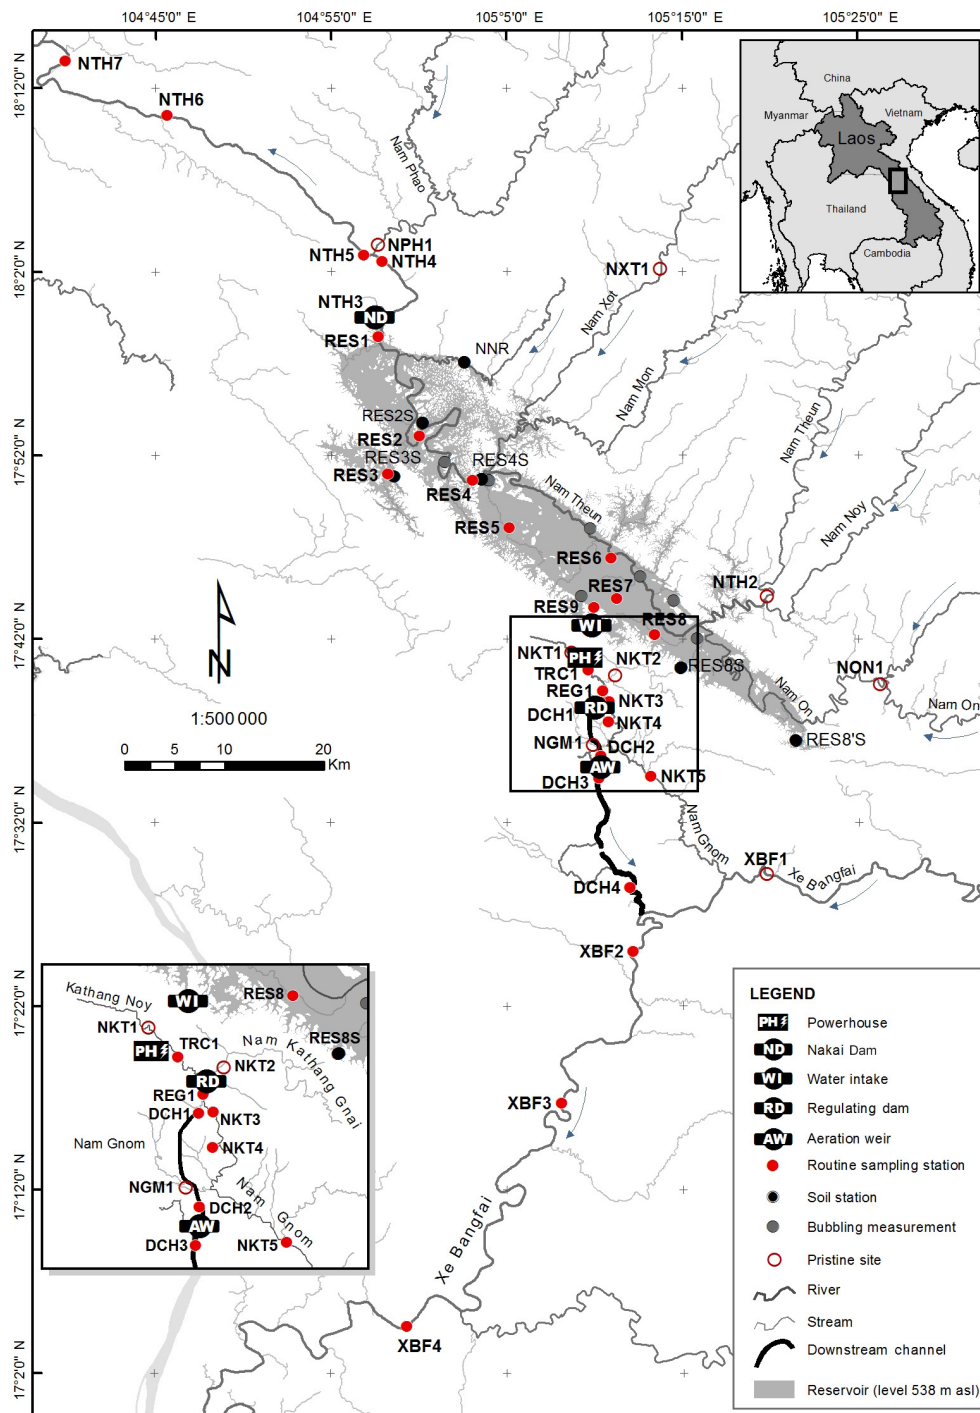 104°45'0" E
104°55'0" E
105°5'0" E
105°15'0" E
105°25'0" E
18°12'0" N
18°2'0" N
17°52'0" N
17°42'0" N
17°32'0" N
17°22'0" N
17°12'0" N
17°2'0" N
NTH7
NTH6
Nam Phao
NPH1
NTH5
NTH4
NXT1
NTH3
ND
RES1
NNR
Nam Xot
Nam Mon
Nam Theun
Nam Noy
RES2S
RES2
RES3S
RES3
RES4S
RES4
Nam Theun
RES5
RES6
RES7
NTH2
RES9
WI
RES8
NKT1
PH
NKT2
RES8S
NON1
TRC1
REG1
NKT3
Nam On
Nam On
DCH1
RD
NKT4
RES8'S
NGM1
DCH2
AW
DCH3
NKT5
Nam Gnom
XBF1
Xe Bangfai
DCH4
XBF2
XBF3
Xe Bangfai
XBF4
China
Myanmar
Vietnam
Laos
Thailand
Cambodia
N
1:500 000
0 5 10 20
Km
Kathang Noy
WI
RES8
NKT1
TRC1
PH
Nam Kathang Gnai
RES8S
NKT2
RD
REG1
DCH1
NKT3
Nam Gnom
NKT4
NGM1
Nam Gnom
DCH2
AW
DCH3
NKT5
LEGEND
PH Powerhouse
ND Nakai Dam
WI Water intake
RD Regulating dam
AW Aeration weir
Routine sampling station
Soil station
Bubbling measurement
Pristine site
River
Stream
Downstream channel
Reservoir (level 538 m asl)